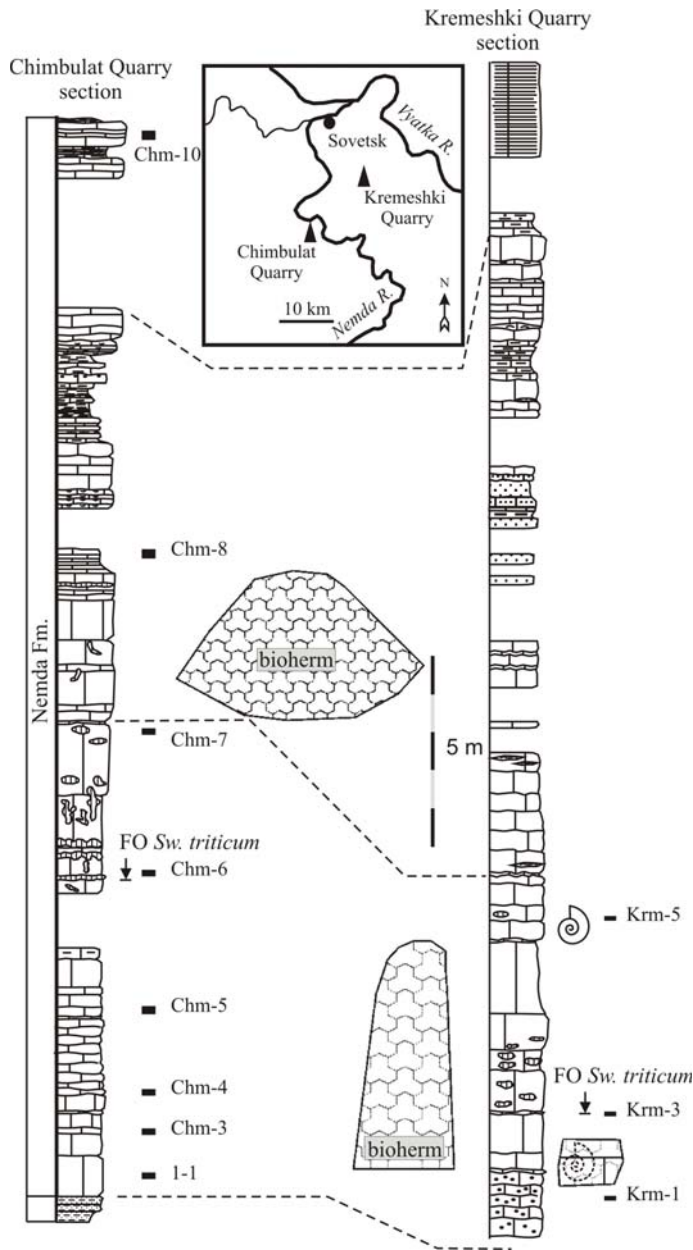 Kremeshki Quarry
section
Chimbulat Quarry
section
Chm-10
Sovetsk
Vyatka R.
Kremeshki
Quarry
Chimbulat
Quarry
10 km
Nemda R.
N
Chm-8
bioherm
Nemda Fm.
Chm-7
5 m
FO Sw. triticum
Chm-6
Krm-5
Chm-5
Chm-4
FO Sw. triticum
Krm-3
Chm-3
bioherm
1-1
Krm-1